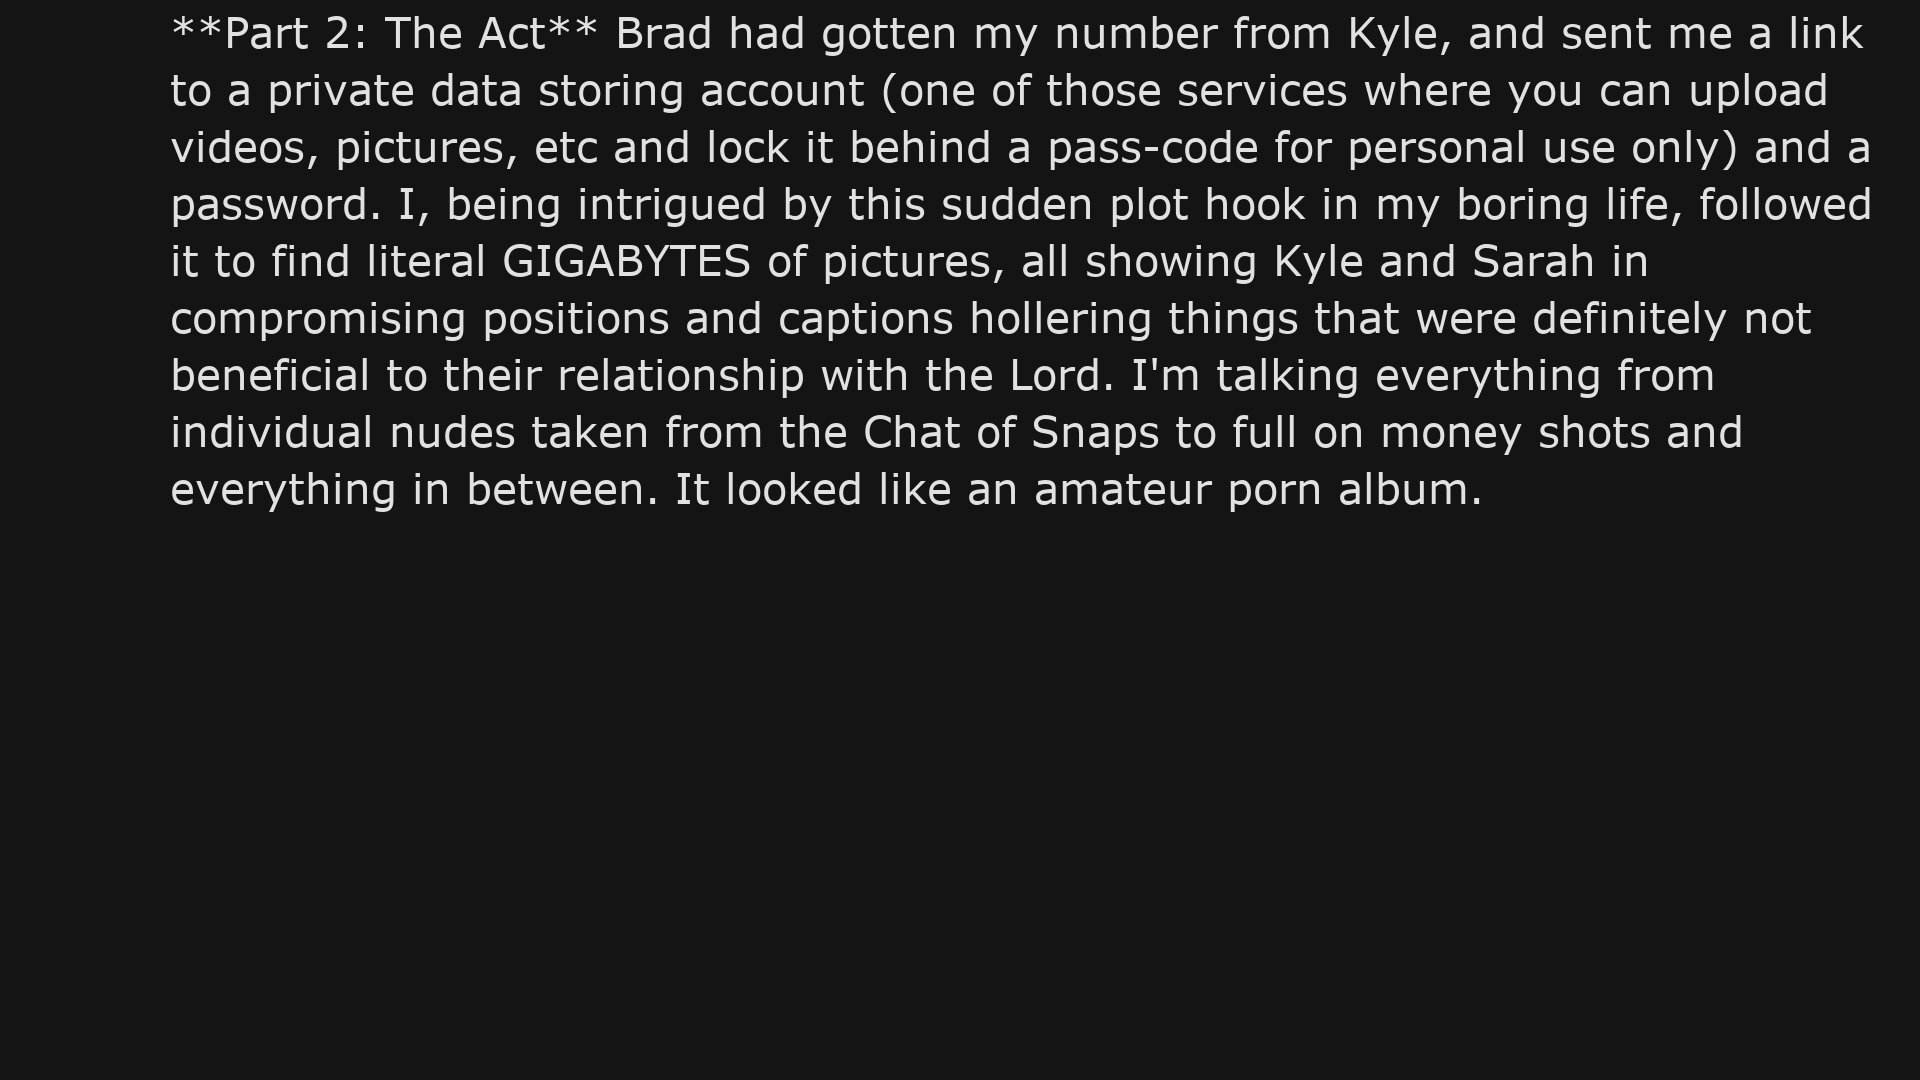 **Part 2: The Act** Brad had gotten my number from Kyle, and sent me a link
to a private data storing account (one of those services where you can upload
videos, pictures, etc and lock it behind a pass-code for personal use only) and a
password. I, being intrigued by this sudden plot hook in my boring life, followed
it to find literal GIGABYTES of pictures, all showing Kyle and Sarah in
compromising positions and captions hollering things that were definitely not
beneficial to their relationship with the Lord. I'm talking everything from
individual nudes taken from the Chat of Snaps to full on money shots and
everything in between. It looked like an amateur porn album.